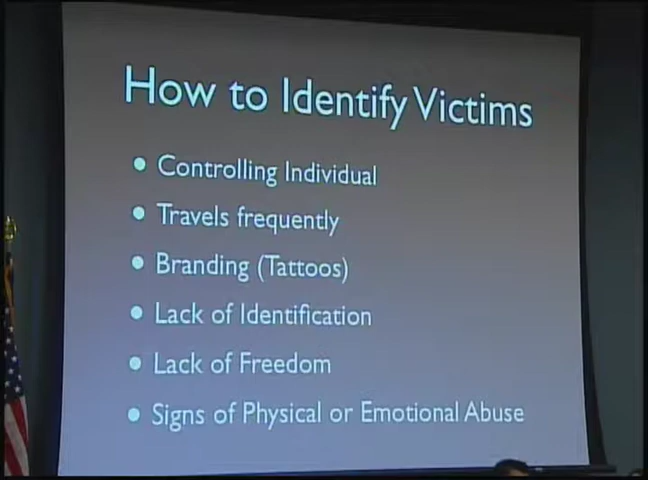 How to Identify Victims
• Controlling Individual
• Travels frequently
• Branding (Tattoos)
• Lack of Identification
• Lack of Freedom
• Signs of Physical or Emotional Abuse